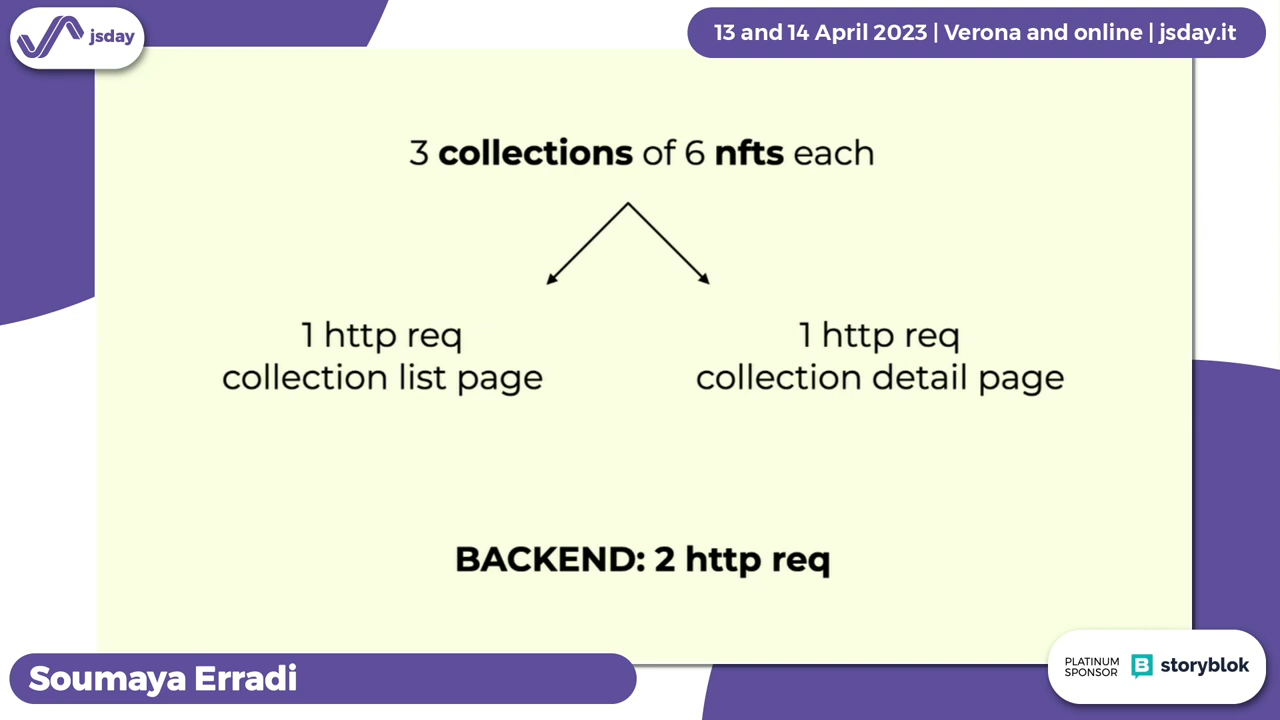 jsday
13 and 14 April 2023 | Verona and online | jsday.it
3 collections of 6 nfts each
1 http req
collection list page
1 http req
collection detail page
BACKEND: 2 http req
Soumaya Erradi
PLATINUM
SPONSOR
B storyblok